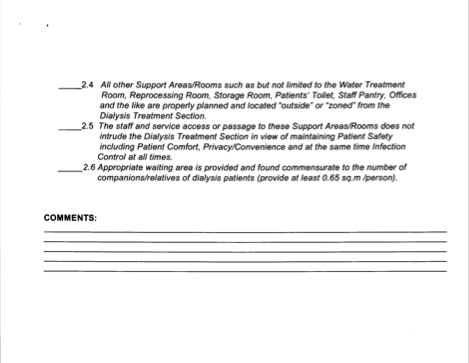 _____2.4 All other Support Areas/Rooms such as but not limited to the Water Treatment
Room, Reprocessing Room, Storage Room, Patients' Toilet, Staff Pantry, Offices
and the like are properly planned and located "outside" or "zoned" from the
Dialysis Treatment Section.
_____2.5 The staff and service access or passage to these Support Areas/Rooms does not
intrude the Dialysis Treatment Section in view of maintaining Patient Safety
including Patient Comfort, Privacy/Convenience and at the same time Infection
Control at all times.
_____2.6 Appropriate waiting area is provided and found commensurate to the number of
companions/relatives of dialysis patients (provide at least 0.65 sq.m /person).
COMMENTS: